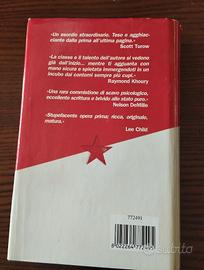 -Un esordio straordinario. Teso e agghiac-
ciante dalla prima all'ultima pagina.-
Scott Turow
-La classe e il talento dell'autore si vedono
già dall'inizio... mentre ti agguanta con
mano sicura e spietata immergendoti in un
incubo dai contorni sempre più cupi.-
Raymond Khoury
-Una rara commistione di scavo psicologico,
eccellente scrittura e brivido allo stato puro.-
Nelson DeMille
-Stupefacente opera prima; ricca, originale,
matura.-
Lee Child
772491
subito